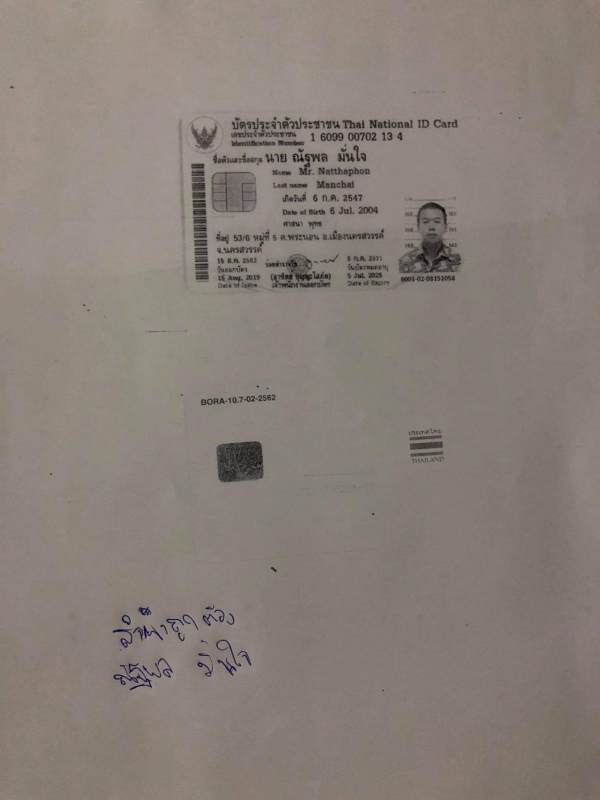 บัตรประจำตัวประชาชน Thai National ID Card
เลขประจำตัวประชาชน 1 6099 00702 13 4
Identification Number
ชื่อตัวและชื่อสกุล นาย ณัฐพล มั่นใจ
Name Mr. Natthaphon
Last name Manchai
เกิดวันที่ 6 ก.ค. 2547
Date of Birth 6 Jul. 2004
ศาสนา พุทธ
ที่อยู่ 53/6 หมู่ที่ 5 ต.พระนอน อ.เมืองนครสวรรค์
จ.นครสวรรค์
15 ส.ค. 2562 5 ก.ค. 2571
วันออกบัตร วันบัตรหมดอายุ
15 Aug. 2019 5 Jul. 2028
Date of Issue เจ้าพนักงานออกบัตร Date of Expiry
6001-02-08151058
BORA-10.7-02-2562
ประเทศไทย
THAILAND
สำเนาถูกต้อง
ณัฐพล มั่นใจ